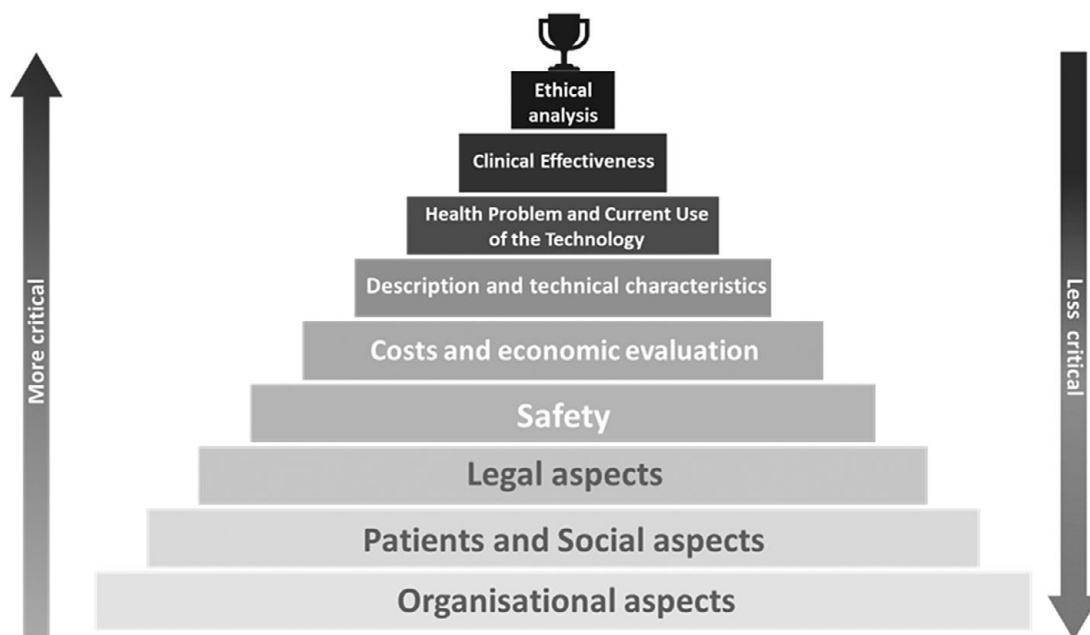 Ethical
analysis
Clinical Effectiveness
Health Problem and Current Use
of the Technology
Description and technical characteristics
Costs and economic evaluation
Safety
Legal aspects
Patients and Social aspects
Organisational aspects
More critical
Less critical